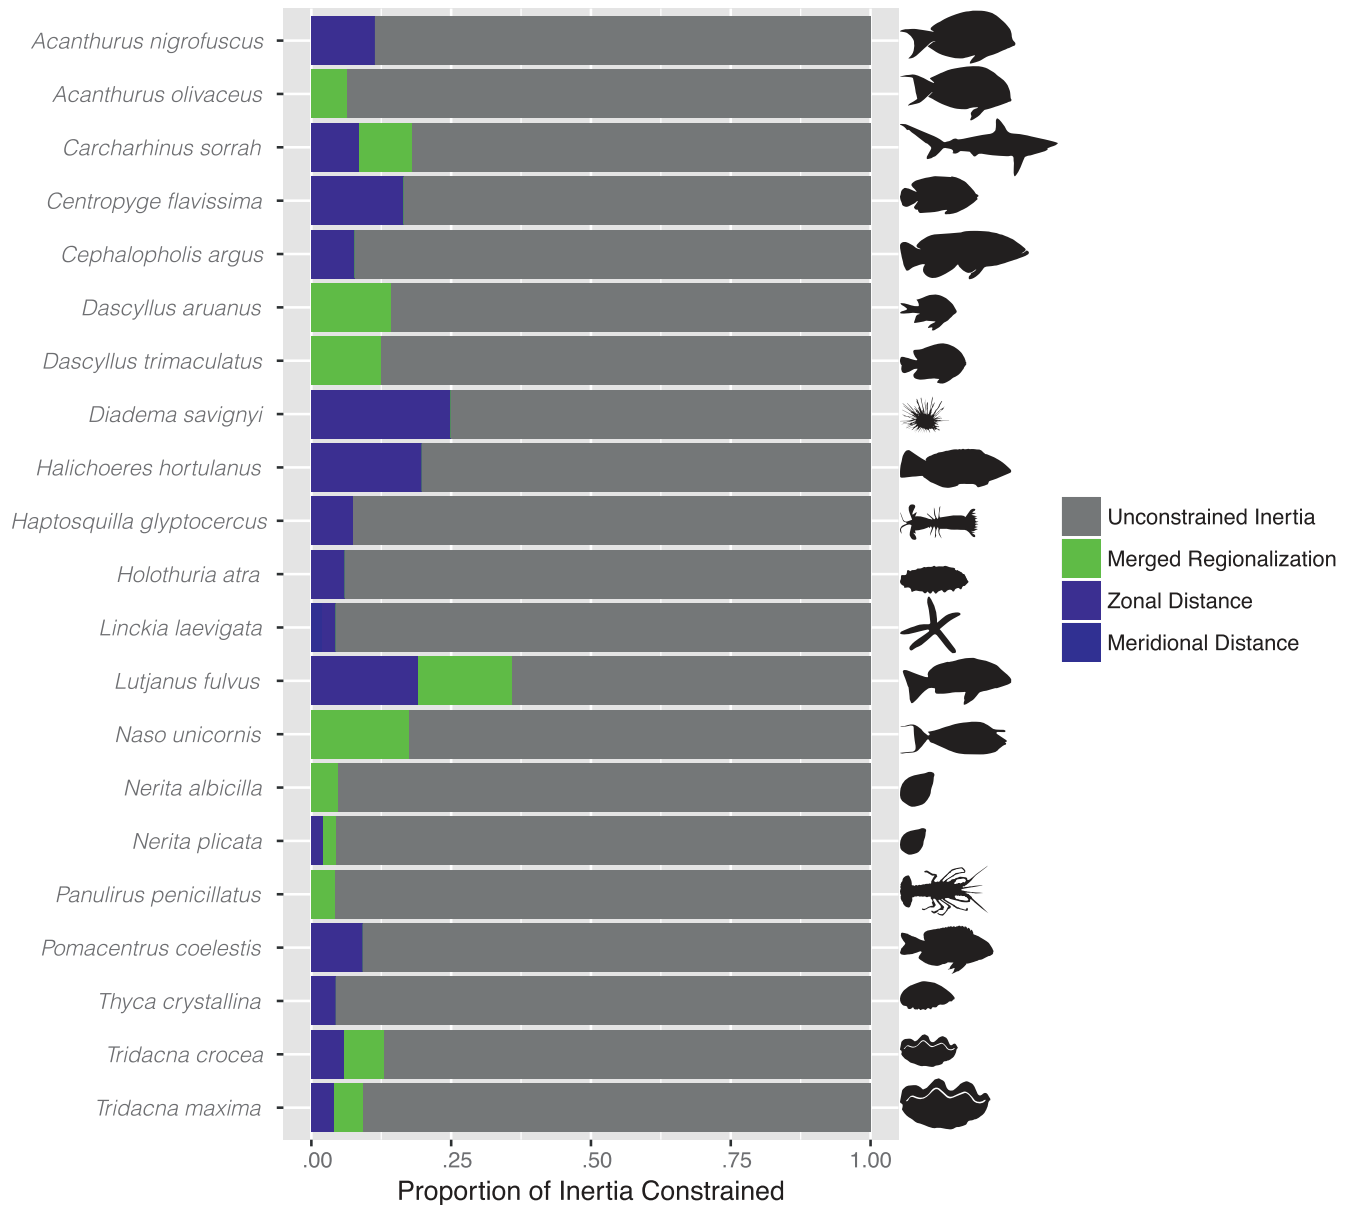 Acanthurus nigrofuscus
Acanthurus olivaceus
Carcharhinus sorrah
Centropyge flavissima
Cephalopholis argus
Dascyllus aruanus
Dascyllus trimaculatus
Diadema savignyi
Halichoeres hortulanus
Haptosquilla glyptocercus
Holothuria atra
Linckia laevigata
Lutjanus fulvus
Naso unicornis
Nerita albicilla
Nerita plicata
Panulirus penicillatus
Pomacentrus coelestis
Thyca crystallina
Tridacna crocea
Tridacna maxima
.00 .25 .50 .75 1.00
Proportion of Inertia Constrained
Unconstrained Inertia
Merged Regionalization
Zonal Distance
Meridional Distance